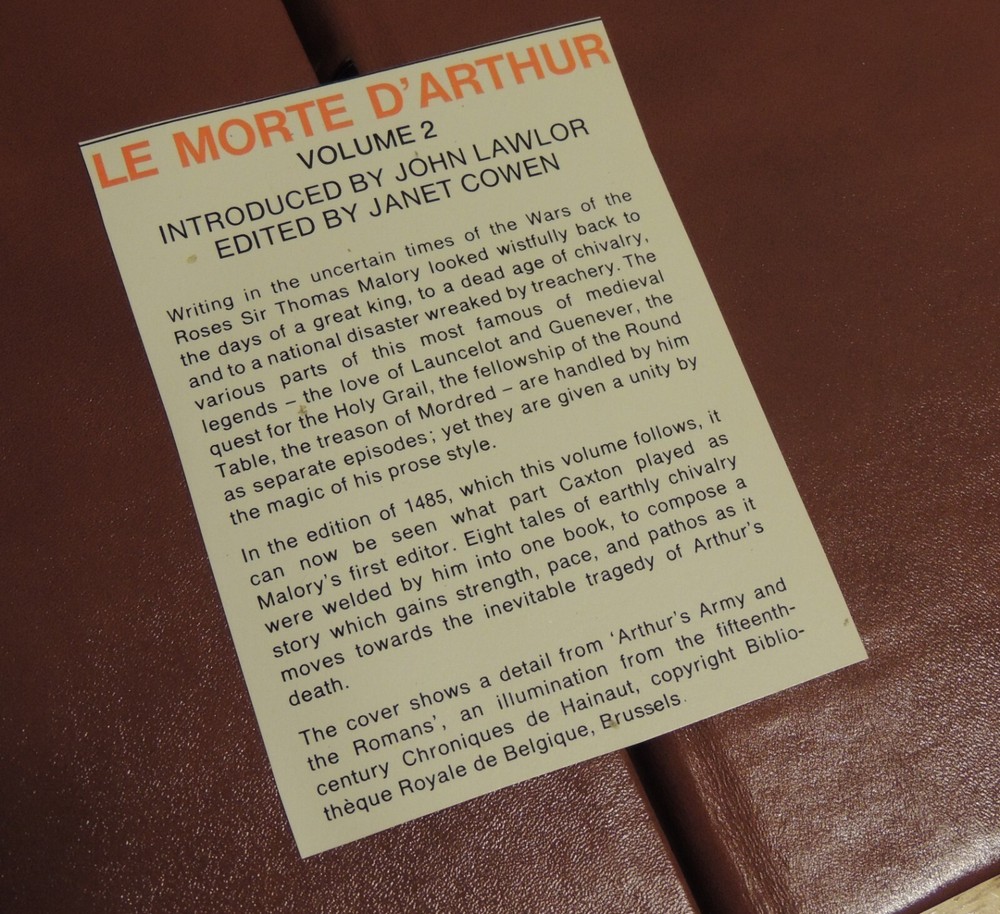 LE MORTE D'ARTHUR
VOLUME 2
INTRODUCED BY JOHN LAWLOR
EDITED BY JANET COWEN
Writing in the uncertain times of the Wars of the
Roses Sir Thomas Malory looked wistfully back to
the days of a great king, to a dead age of chivalry,
and to a national disaster wreaked by treachery. The
various parts of this most famous of medieval
legends – the love of Launcelot and Guenever, the
quest for the Holy Grail, the fellowship of the Round
Table, the treason of Mordred – are handled by him
as separate episodes; yet they are given a unity by
the magic of his prose style.
In the edition of 1485, which this volume follows, it
can now be seen what part Caxton played as
Malory's first editor. Eight tales of earthly chivalry
were welded by him into one book, to compose a
story which gains strength, pace, and pathos as it
moves towards the inevitable tragedy of Arthur's
death.
The cover shows a detail from 'Arthur's Army and
the Romans', an illumination from the fifteenth-
century Chroniques de Hainaut, copyright Biblio-
thèque Royale de Belgique, Brussels.